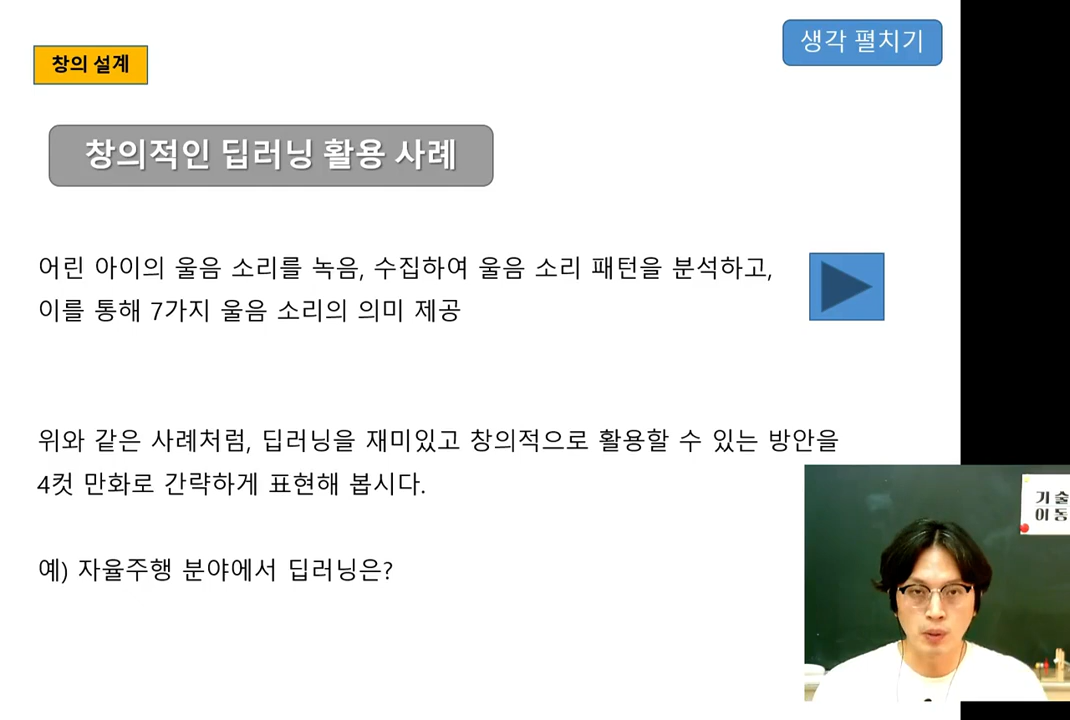 생각 펼치기
창의 설계
창의적인 딥러닝 활용 사례
어린 아이의 울음 소리를 녹음, 수집하여 울음 소리 패턴을 분석하고,
이를 통해 7가지 울음 소리의 의미 제공
위와 같은 사례처럼, 딥러닝을 재미있고 창의적으로 활용할 수 있는 방안을
4컷 만화로 간략하게 표현해 봅시다.
예) 자율주행 분야에서 딥러닝은?
기술
이동